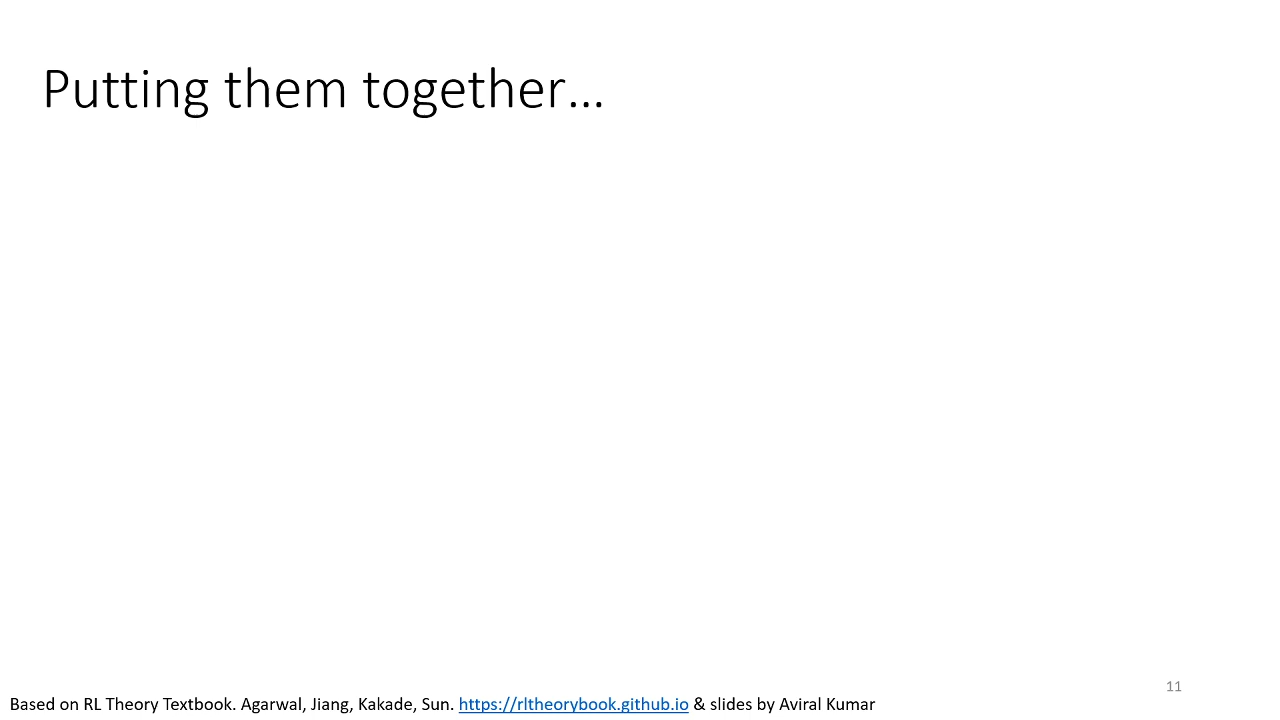 Putting them together…
11
Based on RL Theory Textbook. Agarwal, Jiang, Kakade, Sun. https://rltheorybook.github.io & slides by Aviral Kumar